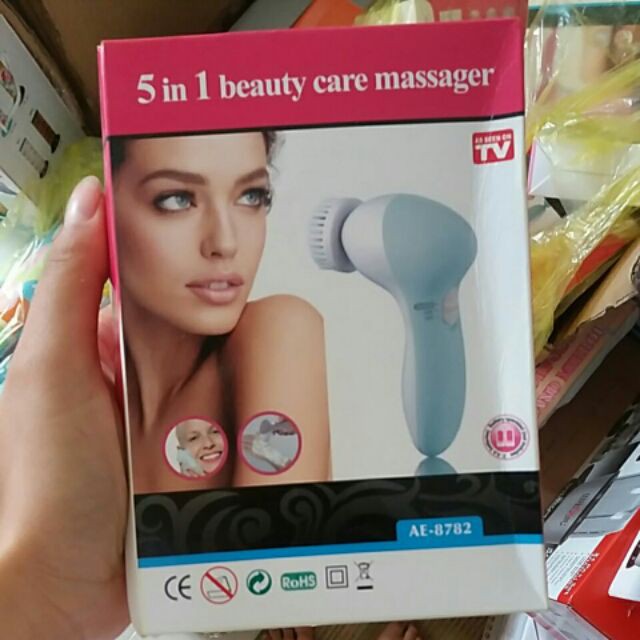 5 in 1 beauty care massager
AS SEEN ON
TV
AE-8782
CE
RoHS